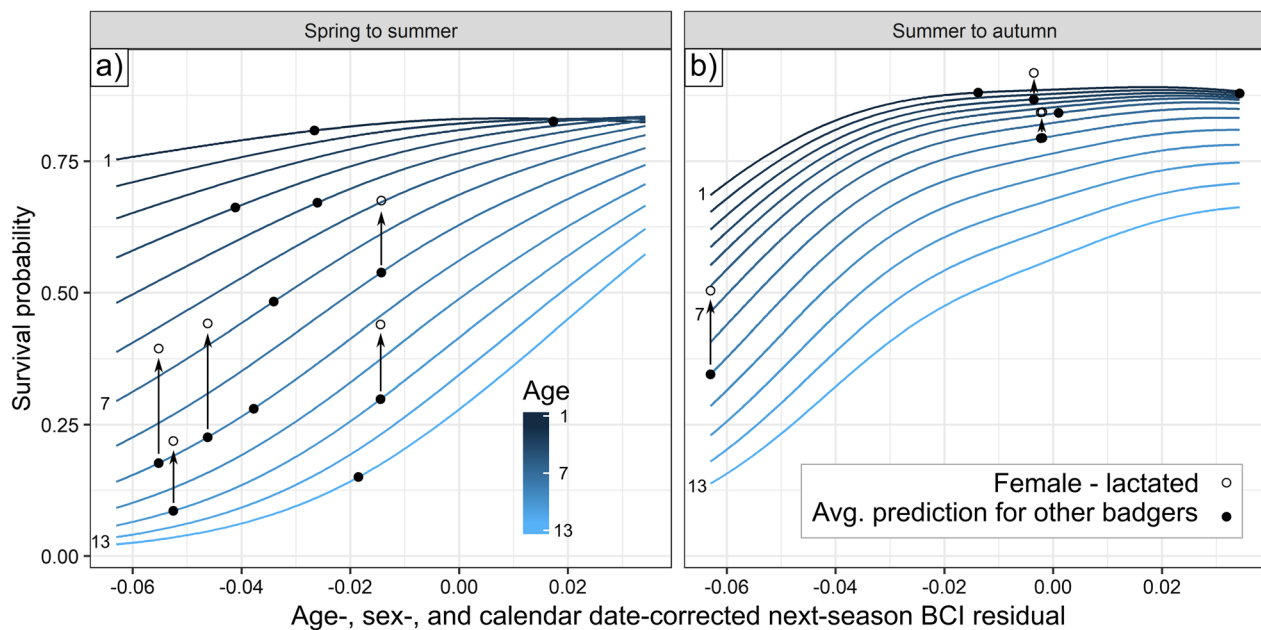 Spring to summer
Summer to autumn
a)
b)
Survival probability
0.75
0.50
0.25
0.00
1
7
13
1
7
13
Age
1
7
13
Female - lactated
Avg. prediction for other badgers
-0.06
-0.04
-0.02
0.00
0.02
-0.06
-0.04
-0.02
0.00
0.02
Age-, sex-, and calendar date-corrected next-season BCI residual